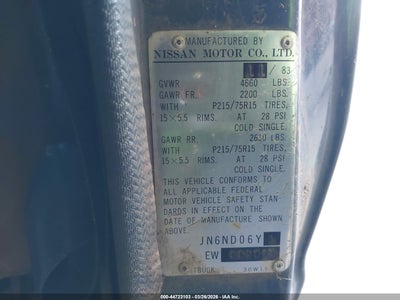 MANUFACTURED BY
NISSAN MOTOR CO., LTD.
11 / 83
GVWR 4660 LBS.
GAWR FR. 2200 LBS.
WITH P215/75R15 TIRES,
15×5.5 RIMS. AT 28 PSI
COLD SINGLE.
GAWR RR. LBS.
WITH P215/75R15 TIRES,
15×5.5 RIMS. AT 28 PSI
COLD SINGLE.
THIS VEHICLE CONFORMS TO
ALL APPLICABLE FEDERAL
MOTOR VEHICLE SAFETY STAN-
DARDS IN EFFECT ON THE
DATE OF MANUFACTURE SHOWN
ABOVE.
JN6ND06Y
EW
TRUCK
000-44723103 - 03/26/2026 - IAA Holdings, LLC.